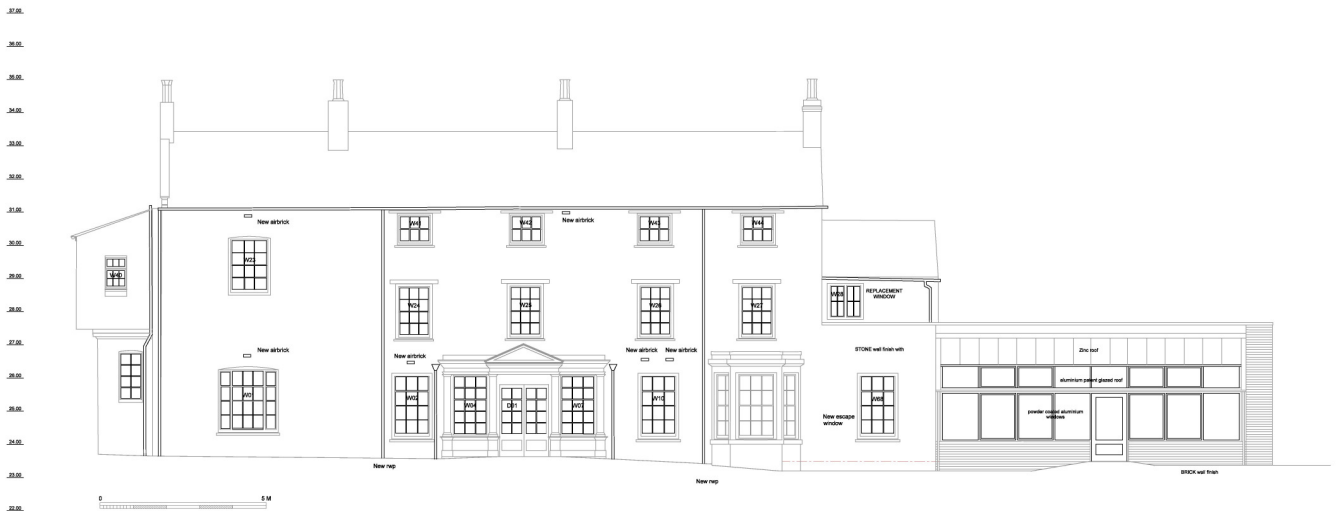 37.00
36.00
35.00
34.00
33.00
32.00
31.00
30.00
29.00
28.00
27.00
26.00
25.00
24.00
23.00
22.00
New airbrick
W41
W42
New airbrick
W43
W44
W40
W23
W24
W25
W26
W27
W28
REPLACEMENT
WINDOW
New airbrick
New airbrick
New airbrick
New airbrick
STONE wall finish with
Zinc roof
aluminium patent glazed roof
W01
W02
W04
D01
W07
W10
W68
powder coated aluminium
windows
New escape
window
New rwp
New rwp
BRICK wall finish
0
5 M